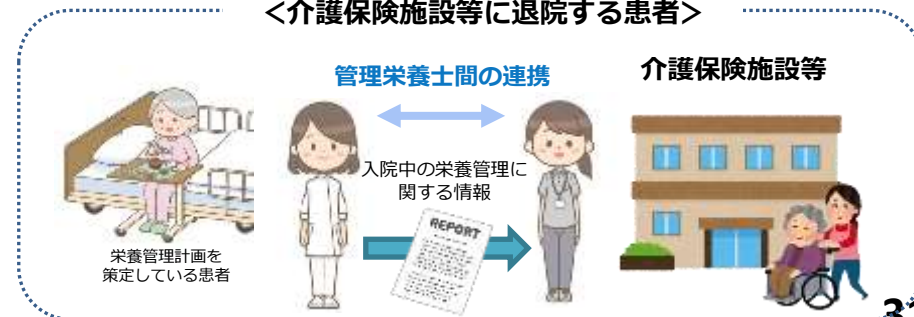 <介護保険施設等に退院する患者>
管理栄養士間の連携
介護保険施設等
入院中の栄養管理に
関する情報
REPORT
栄養管理計画を
策定している患者